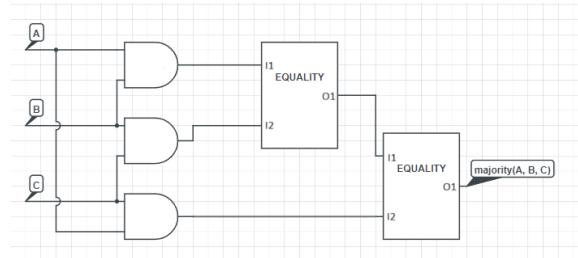 A
B
C
I1
EQUALITY
O1
I2
I1
EQUALITY
O1
I2
majority(A, B, C)